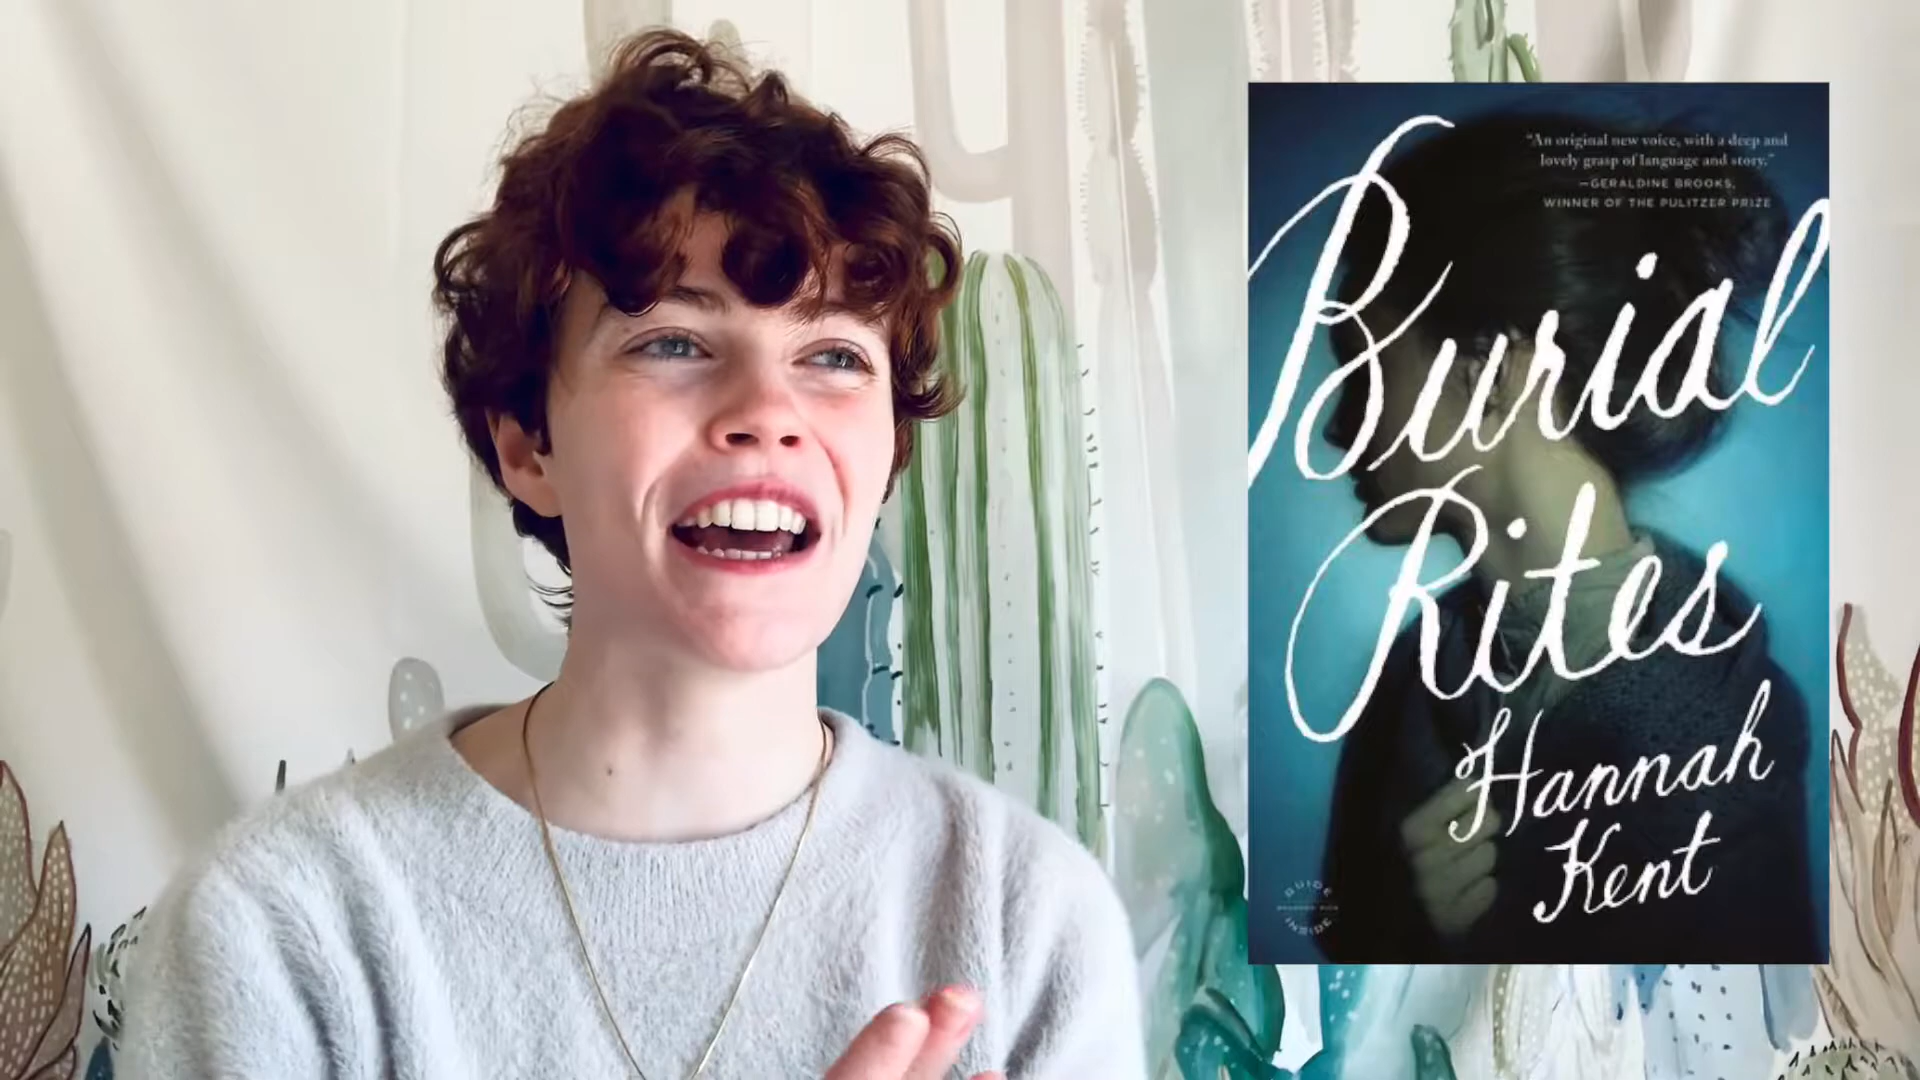 "An original new voice, with a deep and
lovely grasp of language and story."
—GERALDINE BROOKS,
WINNER OF THE PULITZER PRIZE
Burial
Rites
Hannah
Kent
GUIDE
INSIDE